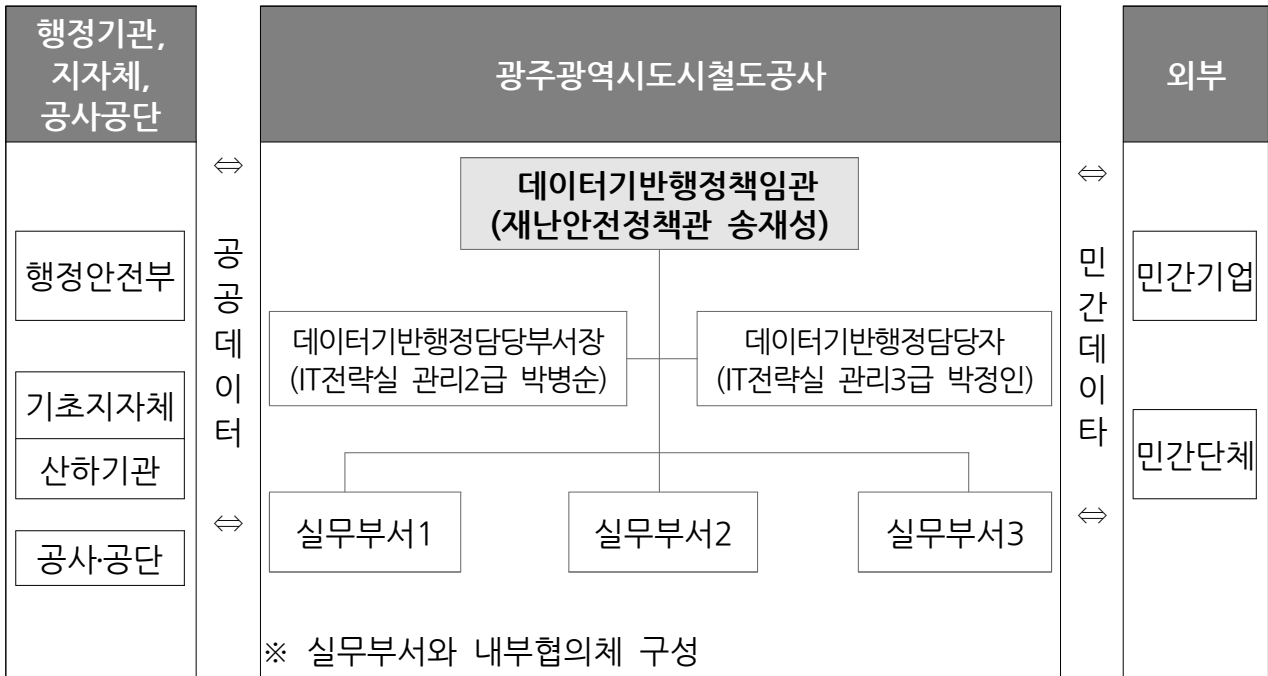 행정기관,
지자체,
공사공단
광주광역시도시철도공사
외부
⇔
⇔
데이터기반행정책임관
(재난안전정책관 송재성)
행정안전부
기초지자체
산하기관
공사·공단
공
공
데
이
터
데이터기반행정담당부서장
(IT전략실 관리2급 박병순)
데이터기반행정담당자
(IT전략실 관리3급 박정인)
민
간
데
이
타
민간기업
민간단체
⇔
실무부서1
실무부서2
실무부서3
⇔
※ 실무부서와 내부협의체 구성